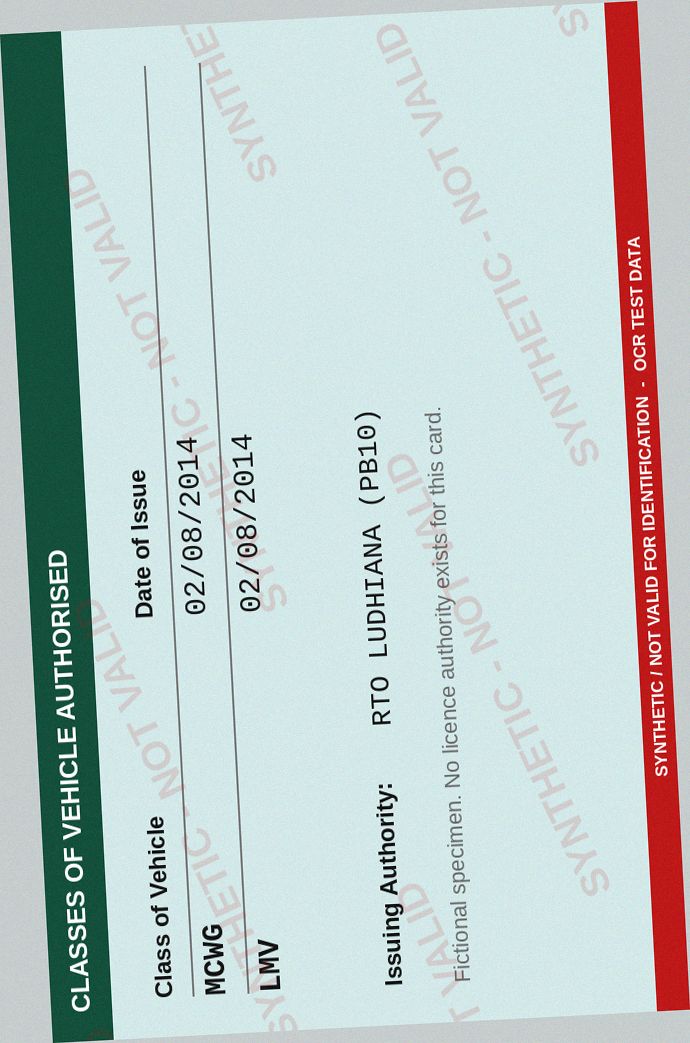 CLASSES OF VEHICLE AUTHORISED
Class of Vehicle Date of Issue
MCWG 02/08/2014
LMV 02/08/2014
Issuing Authority: RTO LUDHIANA (PB10)
Fictional specimen. No licence authority exists for this card.
SYNTHETIC / NOT VALID FOR IDENTIFICATION - OCR TEST DATA
SYNTHETIC - NOT VALID
SYNTHETIC - NOT VALID
SYNTHETIC - NOT VALID
SYNTHETIC - NOT VALID